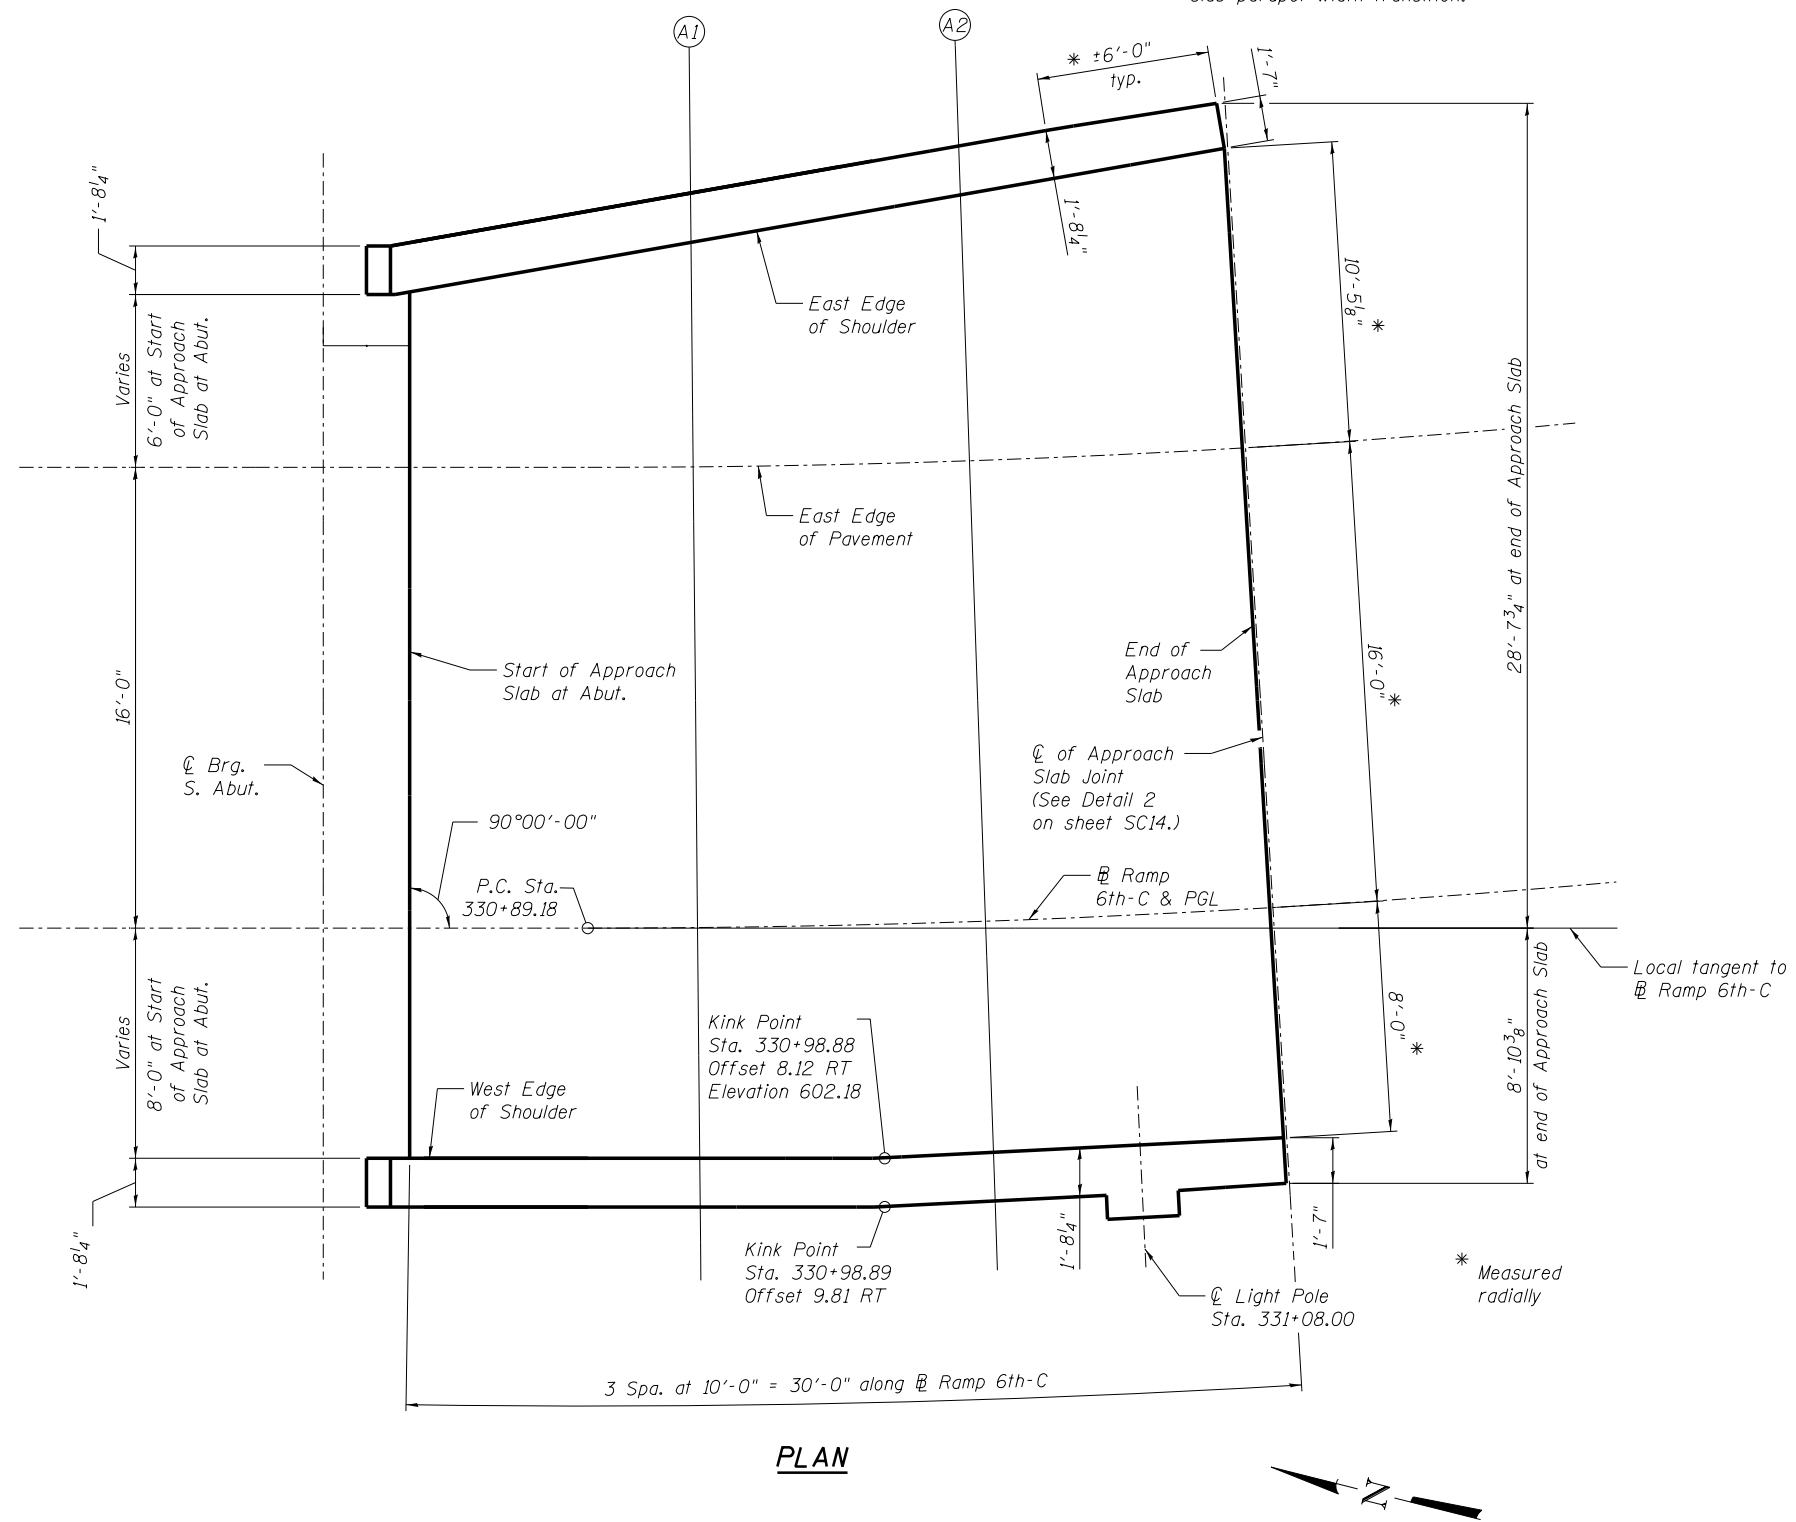 A1
A2
* ±6'-0"
typ.
1'-7"
1'-8¼"
1'-8¼"
East Edge
of Shoulder
10'-5⅛" *
Varies
6'-0" at Start
of Approach
Slab at Abut.
28'-7¾" at end of Approach Slab
East Edge
of Pavement
16'-0"
Start of Approach
Slab at Abut.
End of
Approach
Slab
16'-0" *
℄ Brg.
S. Abut.
℄ of Approach
Slab Joint
(See Detail 2
on sheet SC14.)
90°00'-00"
P.C. Sta.
330+89.18
℔ Ramp
6th-C & PGL
Local tangent to
℔ Ramp 6th-C
Varies
8'-0" at Start
of Approach
Slab at Abut.
Kink Point
Sta. 330+98.88
Offset 8.12 RT
Elevation 602.18
8'-0" *
8'-10⅜"
at end of Approach Slab
West Edge
of Shoulder
1'-8¼"
Kink Point
Sta. 330+98.89
Offset 9.81 RT
1'-8¼"
1'-7"
℄ Light Pole
Sta. 331+08.00
* Measured
radially
3 Spa. at 10'-0" = 30'-0" along ℔ Ramp 6th-C
PLAN
N